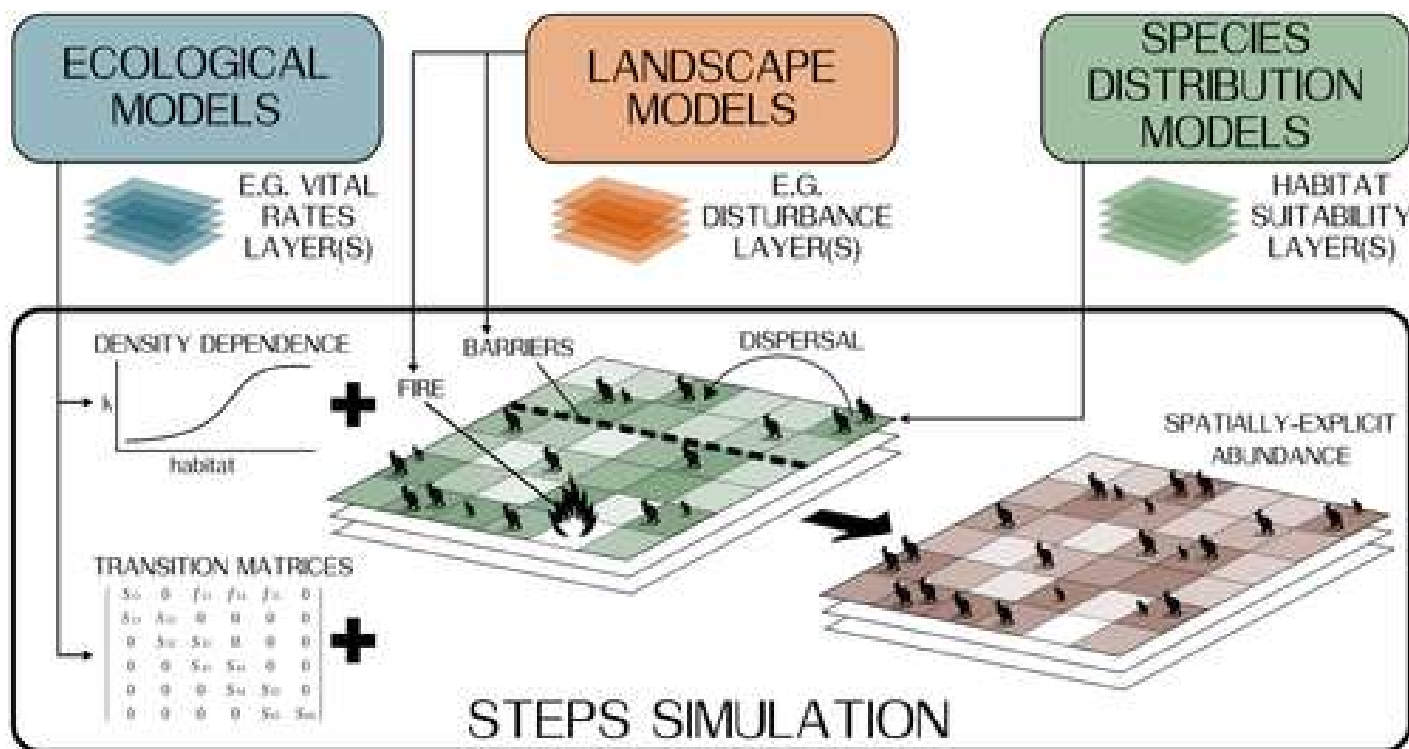 ECOLOGICAL
MODELS
LANDSCAPE
MODELS
SPECIES
DISTRIBUTION
MODELS
E.G. VITAL
RATES
LAYER(S)
E.G.
DISTURBANCE
LAYER(S)
HABITAT
SUITABILITY
LAYER(S)
DENSITY DEPENDENCE
k
habitat
FIRE
BARRIERS
DISPERSAL
SPATIALLY-EXPLICIT
ABUNDANCE
TRANSITION MATRICES
STEPS SIMULATION